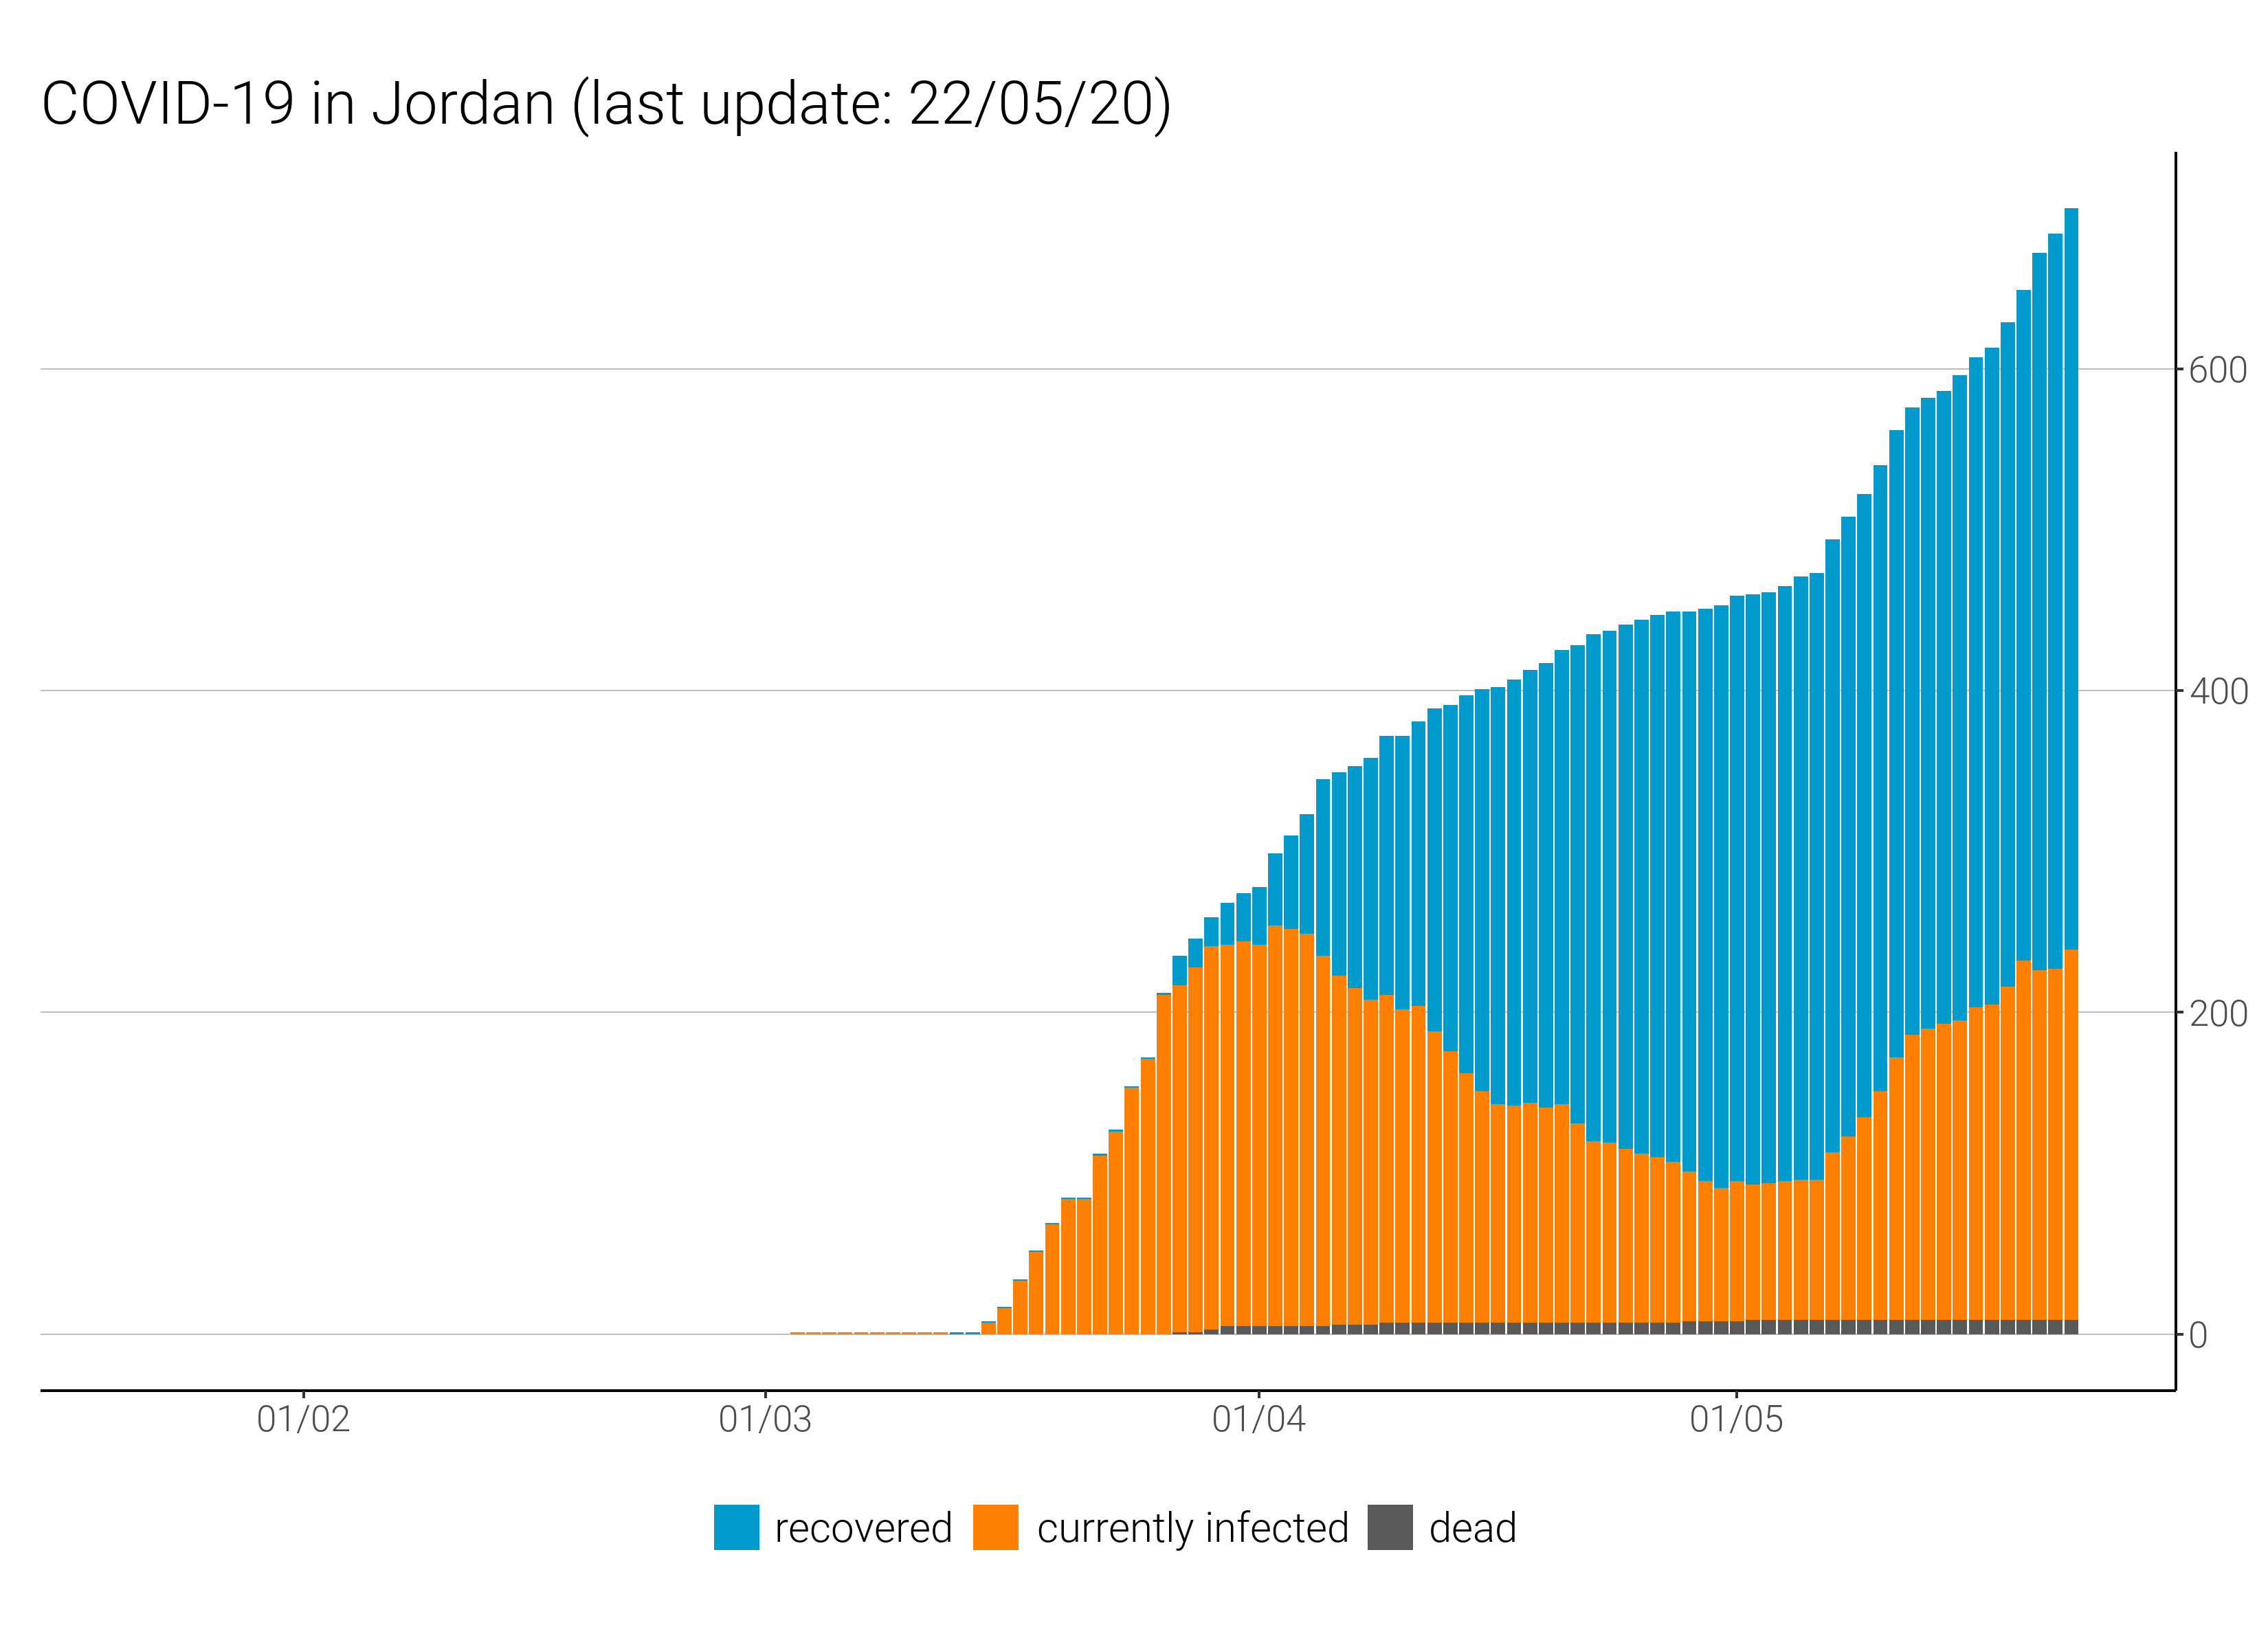 COVID-19 in Jordan (last update: 22/05/20)
600
400
200
0
01/02 01/03 01/04 01/05
recovered currently infected dead